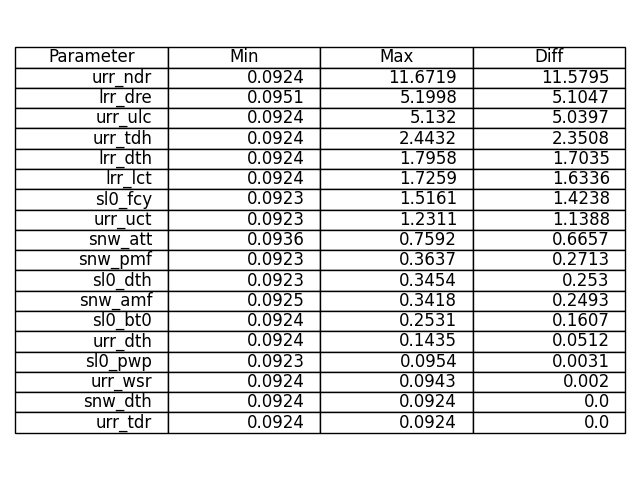 Parameter Min Max Diff
urr_ndr 0.0924 11.6719 11.5795
lrr_dre 0.0951 5.1998 5.1047
urr_ulc 0.0924 5.132 5.0397
urr_tdh 0.0924 2.4432 2.3508
lrr_dth 0.0924 1.7958 1.7035
lrr_lct 0.0924 1.7259 1.6336
sl0_fcy 0.0923 1.5161 1.4238
urr_uct 0.0923 1.2311 1.1388
snw_att 0.0936 0.7592 0.6657
snw_pmf 0.0923 0.3637 0.2713
sl0_dth 0.0923 0.3454 0.253
snw_amf 0.0925 0.3418 0.2493
sl0_bt0 0.0924 0.2531 0.1607
urr_dth 0.0924 0.1435 0.0512
sl0_pwp 0.0923 0.0954 0.0031
urr_wsr 0.0924 0.0943 0.002
snw_dth 0.0924 0.0924 0.0
urr_tdr 0.0924 0.0924 0.0